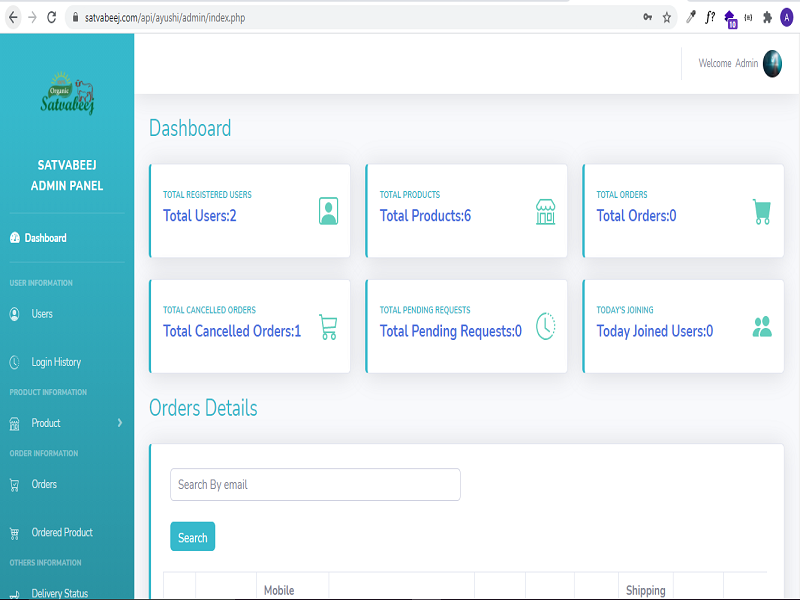 satvabeej.com/api/ayushi/admin/index.php
f?
10
A
Welcome Admin
Organic
Satvabeej
SATVABEEJ
ADMIN PANEL
Dashboard
USER INFORMATION
Users
Login History
PRODUCT INFORMATION
Product
ORDER INFORMATION
Orders
Ordered Product
OTHERS INFORMATION
Delivery Status
Dashboard
TOTAL REGISTERED USERS
Total Users:2
TOTAL PRODUCTS
Total Products:6
TOTAL ORDERS
Total Orders:0
TOTAL CANCELLED ORDERS
Total Cancelled Orders:1
TOTAL PENDING REQUESTS
Total Pending Requests:0
TODAY'S JOINING
Today Joined Users:0
Orders Details
Search By email
Search
Mobile
Shipping